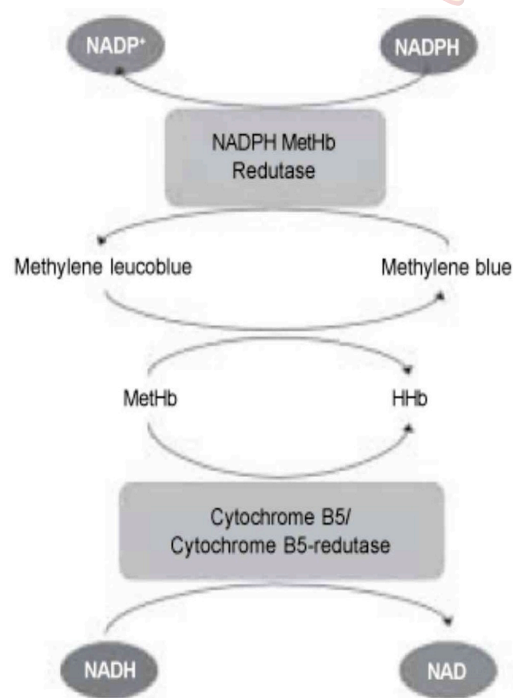 NADP+ NADPH
NADPH MetHb
Redutase
Methylene leucoblue Methylene blue
MetHb HHb
Cytochrome B5/
Cytochrome B5-redutase
NADH NAD